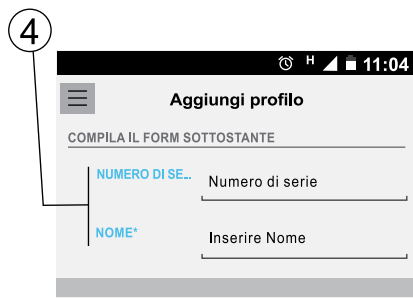 4
H 11:04
Aggiungi profilo
COMPILA IL FORM SOTTOSTANTE
NUMERO DI SE... Numero di serie
NOME* Inserire Nome